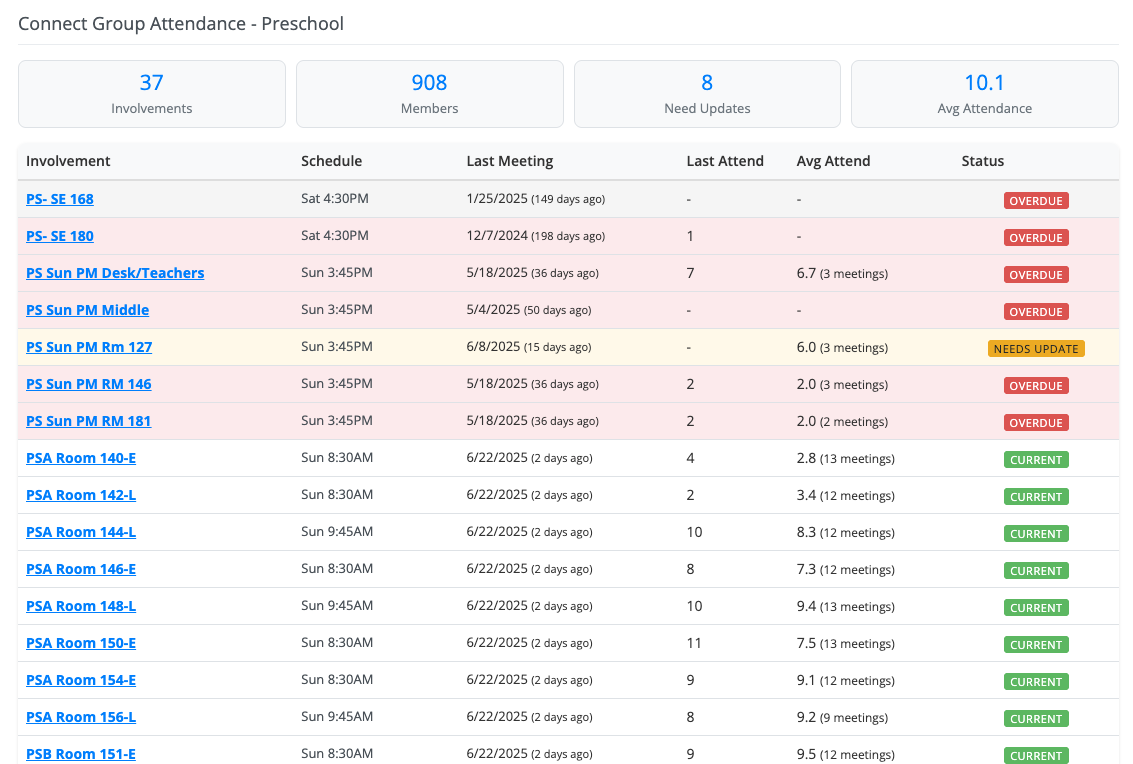 Connect Group Attendance - Preschool
37 908 8 10.1
Involvements Members Need Updates Avg Attendance
Involvement Schedule Last Meeting Last Attend Avg Attend Status
PS- SE 168 Sat 4:30PM 1/25/2025 (149 days ago) - - OVERDUE
PS- SE 180 Sat 4:30PM 12/7/2024 (198 days ago) 1 - OVERDUE
PS Sun PM Desk/Teachers Sun 3:45PM 5/18/2025 (36 days ago) 7 6.7 (3 meetings) OVERDUE
PS Sun PM Middle Sun 3:45PM 5/4/2025 (50 days ago) - - OVERDUE
PS Sun PM Rm 127 Sun 3:45PM 6/8/2025 (15 days ago) - 6.0 (3 meetings) NEEDS UPDATE
PS Sun PM RM 146 Sun 3:45PM 5/18/2025 (36 days ago) 2 2.0 (3 meetings) OVERDUE
PS Sun PM RM 181 Sun 3:45PM 5/18/2025 (36 days ago) 2 2.0 (2 meetings) OVERDUE
PSA Room 140-E Sun 8:30AM 6/22/2025 (2 days ago) 4 2.8 (13 meetings) CURRENT
PSA Room 142-L Sun 8:30AM 6/22/2025 (2 days ago) 2 3.4 (12 meetings) CURRENT
PSA Room 144-L Sun 9:45AM 6/22/2025 (2 days ago) 10 8.3 (12 meetings) CURRENT
PSA Room 146-E Sun 8:30AM 6/22/2025 (2 days ago) 8 7.3 (12 meetings) CURRENT
PSA Room 148-L Sun 9:45AM 6/22/2025 (2 days ago) 10 9.4 (13 meetings) CURRENT
PSA Room 150-E Sun 8:30AM 6/22/2025 (2 days ago) 11 7.5 (13 meetings) CURRENT
PSA Room 154-E Sun 8:30AM 6/22/2025 (2 days ago) 9 9.1 (12 meetings) CURRENT
PSA Room 156-L Sun 9:45AM 6/22/2025 (2 days ago) 8 9.2 (9 meetings) CURRENT
PSB Room 151-E Sun 8:30AM 6/22/2025 (2 days ago) 9 9.5 (12 meetings) CURRENT